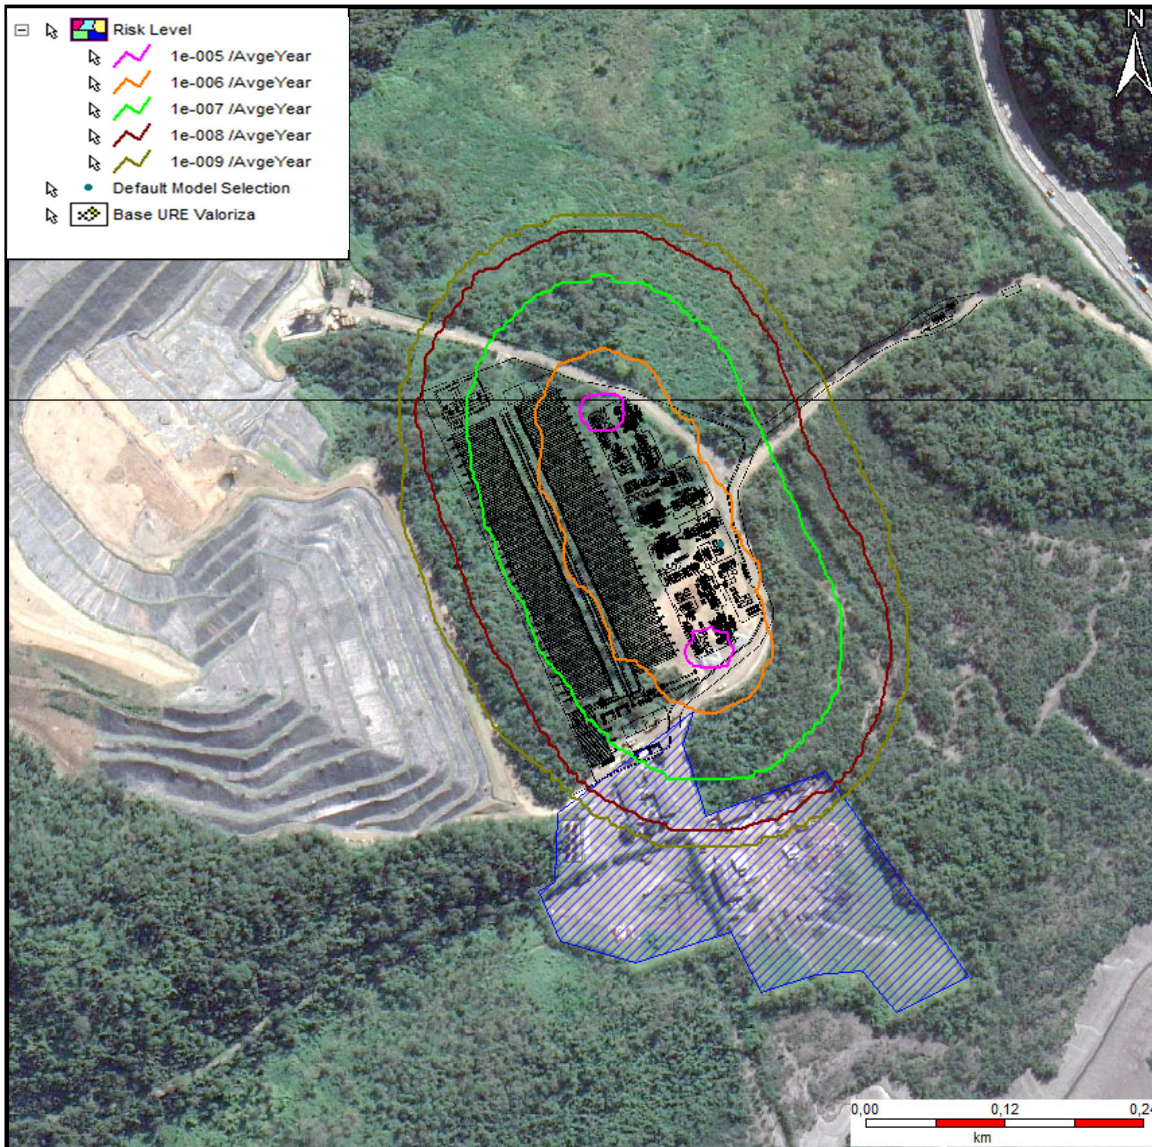 Risk Level
1e-005 /AvgeYear
1e-006 /AvgeYear
1e-007 /AvgeYear
1e-008 /AvgeYear
1e-009 /AvgeYear
Default Model Selection
Base URE Valoriza
N
0,00 0,12 0,24
km